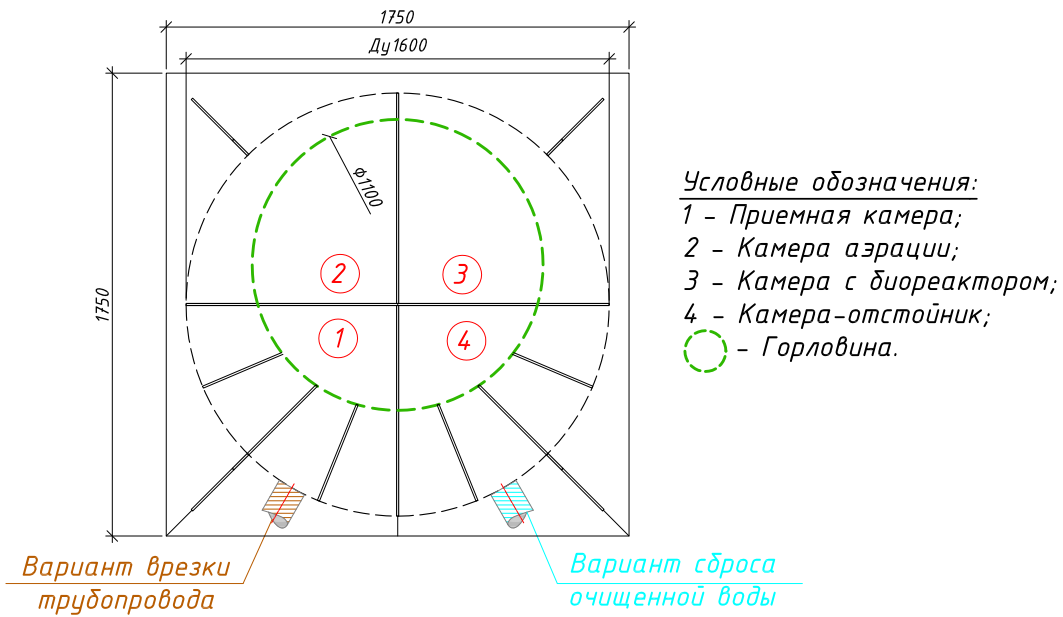 1750
Ду1600
ф1100
1750
2
3
1
4
Условные обозначения:
1 - Приемная камера;
2 - Камера аэрации;
3 - Камера с биореактором;
4 - Камера-отстойник;
- Горловина.
Вариант врезки
трубопровода
Вариант сброса
очищенной воды